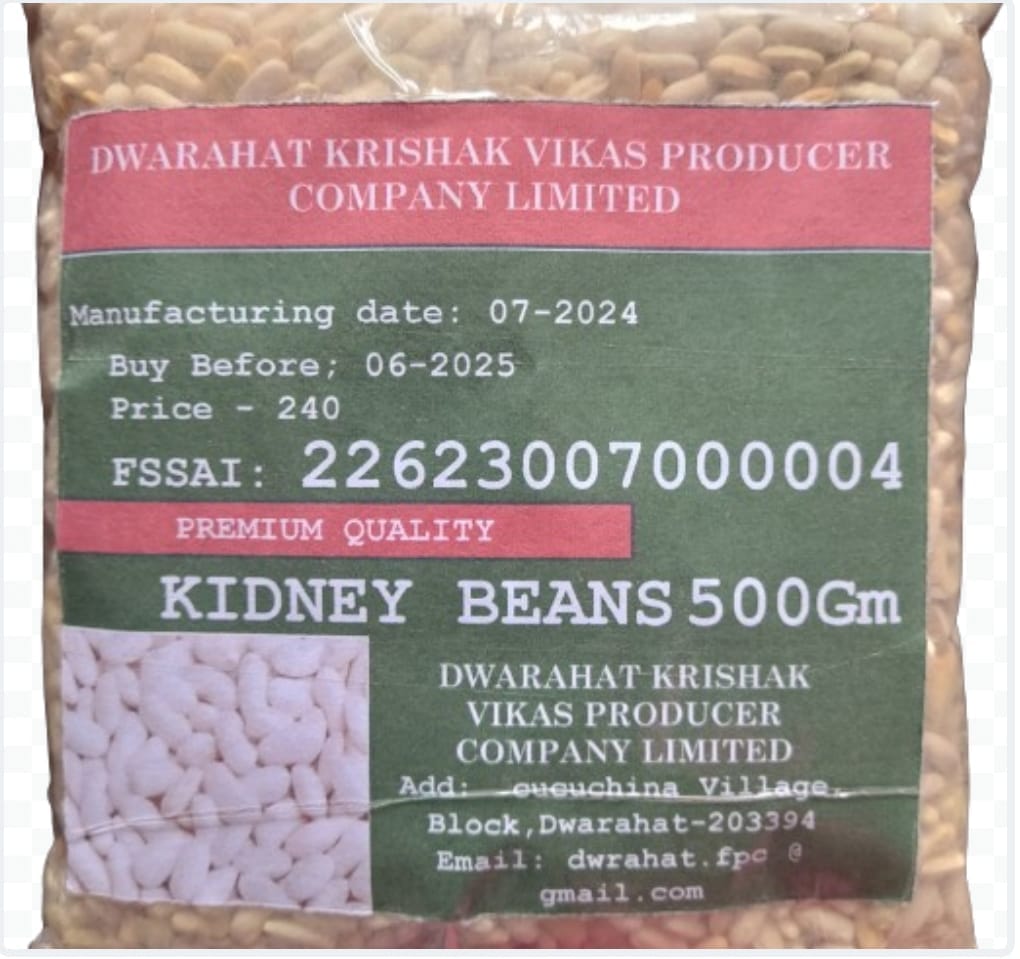 DWARAHAT KRISHAK VIKAS PRODUCER
COMPANY LIMITED
Manufacturing date: 07-2024
Buy Before; 06-2025
Price - 240
FSSAI: 22623007000004
PREMIUM QUALITY
KIDNEY BEANS 500Gm
DWARAHAT KRISHAK
VIKAS PRODUCER
COMPANY LIMITED
Add: cucuchina Village,
Block,Dwarahat-203394
Email: dwrahat.fpc @
gmail.com